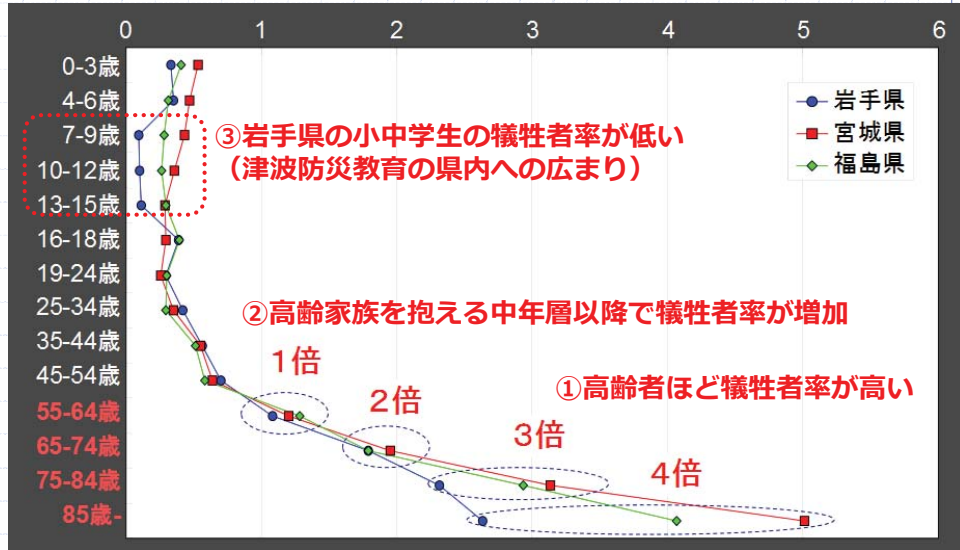 0 1 2 3 4 5 6
0-3歳
4-6歳
7-9歳
10-12歳
13-15歳
16-18歳
19-24歳
25-34歳
35-44歳
45-54歳
55-64歳
65-74歳
75-84歳
85歳-
岩手県
宮城県
福島県
③岩手県の小中学生の犠牲者率が低い
（津波防災教育の県内への広まり）
②高齢家族を抱える中年層以降で犠牲者率が増加
①高齢者ほど犠牲者率が高い
1倍
2倍
3倍
4倍